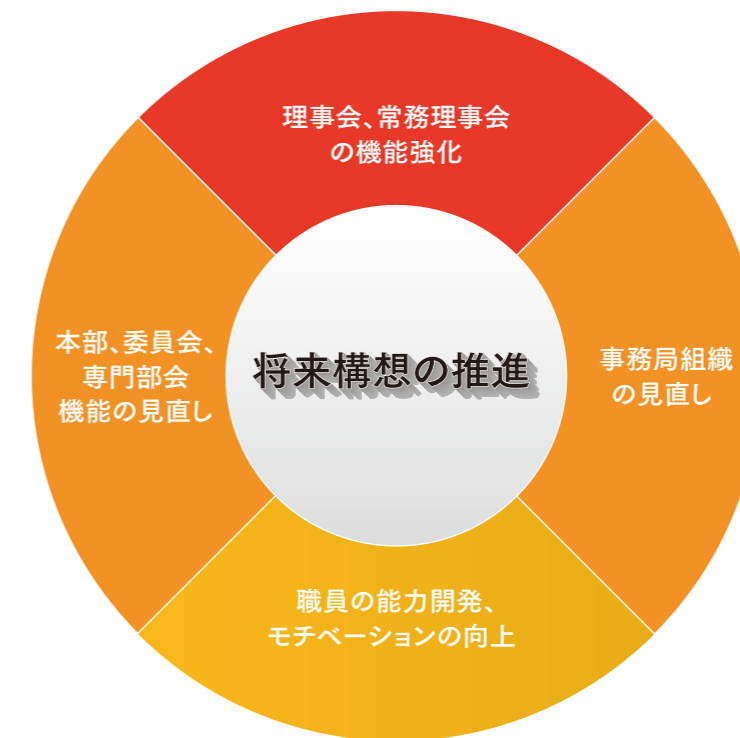 理事会、常務理事会
の機能強化
本部、委員会、
専門部会
機能の見直し
将来構想の推進
事務局組織
の見直し
職員の能力開発、
モチベーションの向上